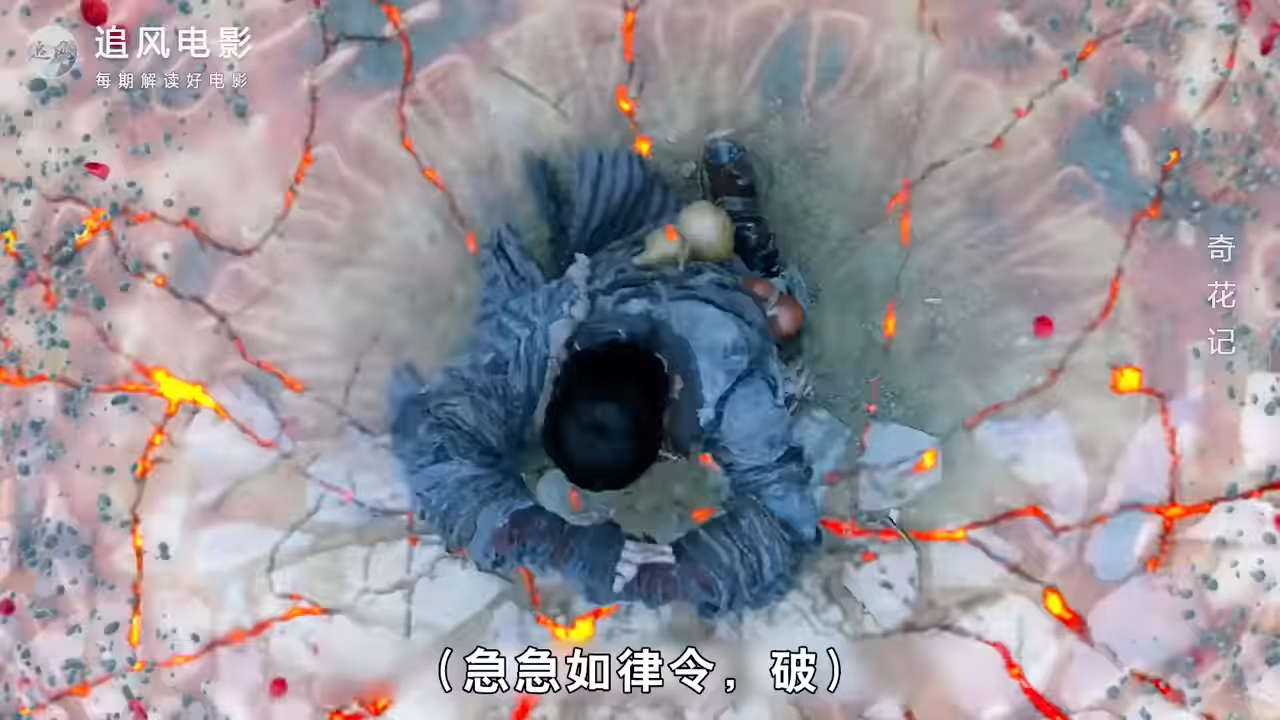 追风电影
每期解读好电影
奇花记
（急急如律令，破）